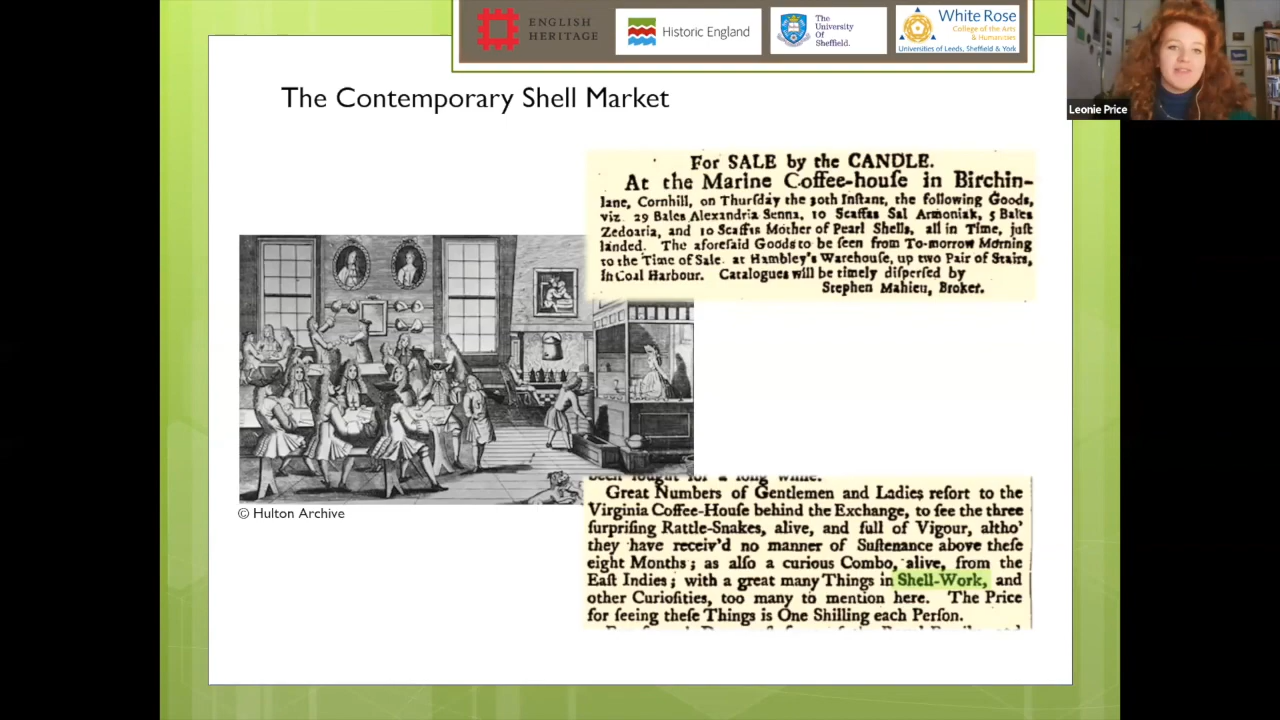 ENGLISH
HERITAGE
Historic England
The
University
Of
Sheffield.
White Rose
College of the Arts
& Humanities
Universities of Leeds, Sheffield & York
Leonie Price
The Contemporary Shell Market
For SALE by the CANDLE.
At the Marine Coffee-houſe in Birchin-
lane, Cornhill, on Thurſday the 30th Inſtant, the following Goods,
viz. 29 Bales Alexandria Senna, 10 Scaffas Sal Armoniak, 5 Bales
Zedoaria, and 10 Scaffis Mother of Pearl Shells, all in Time, juſt
landed. The aforeſaid Goods to be ſeen from To-morrow Morning
to the Time of Sale. at Hambley's Warehouſe, up two Pair of Stairs,
in Coal Harbour. Catalogues will be timely diſperſed by
Stephen Mahieu, Broker.
© Hulton Archive
been ſought for a long while.
Great Numbers of Gentlemen and Ladies reſort to the
Virginia Coffee-Houſe behind the Exchange, to ſee the three
ſurpriſing Rattle-Snakes, alive, and full of Vigour, altho'
they have receiv'd no manner of Suſtenance above theſe
eight Months; as alſo a curious Combo, alive, from the
Eaſt Indies; with a great many Things in Shell-Work, and
other Curioſities, too many to mention here. The Price
for ſeeing theſe Things is One Shilling each Perſon.